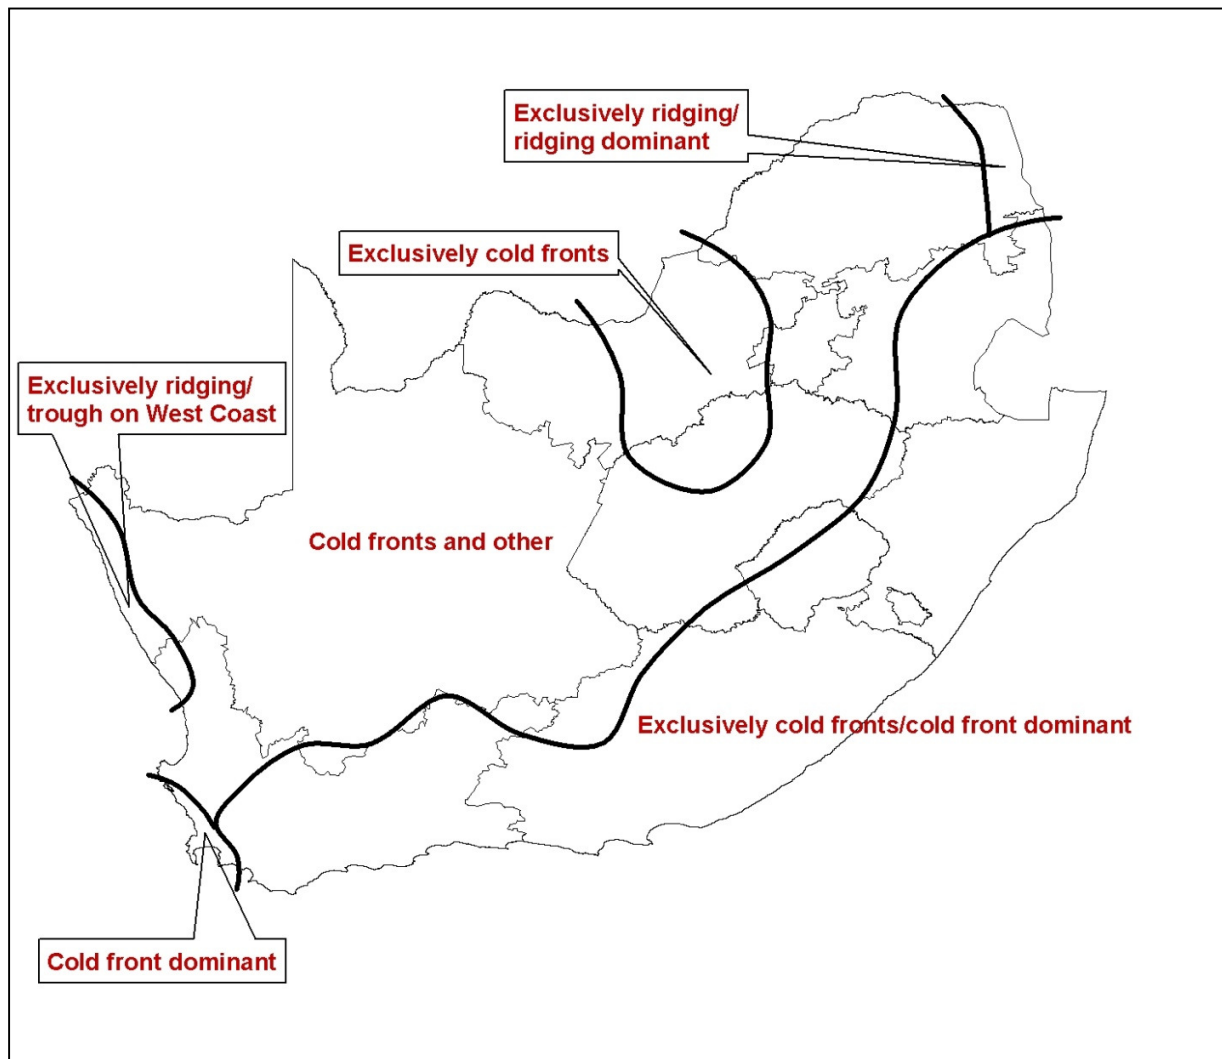 Exclusively ridging/
ridging dominant
Exclusively cold fronts
Exclusively ridging/
trough on West Coast
Cold fronts and other
Exclusively cold fronts/cold front dominant
Cold front dominant